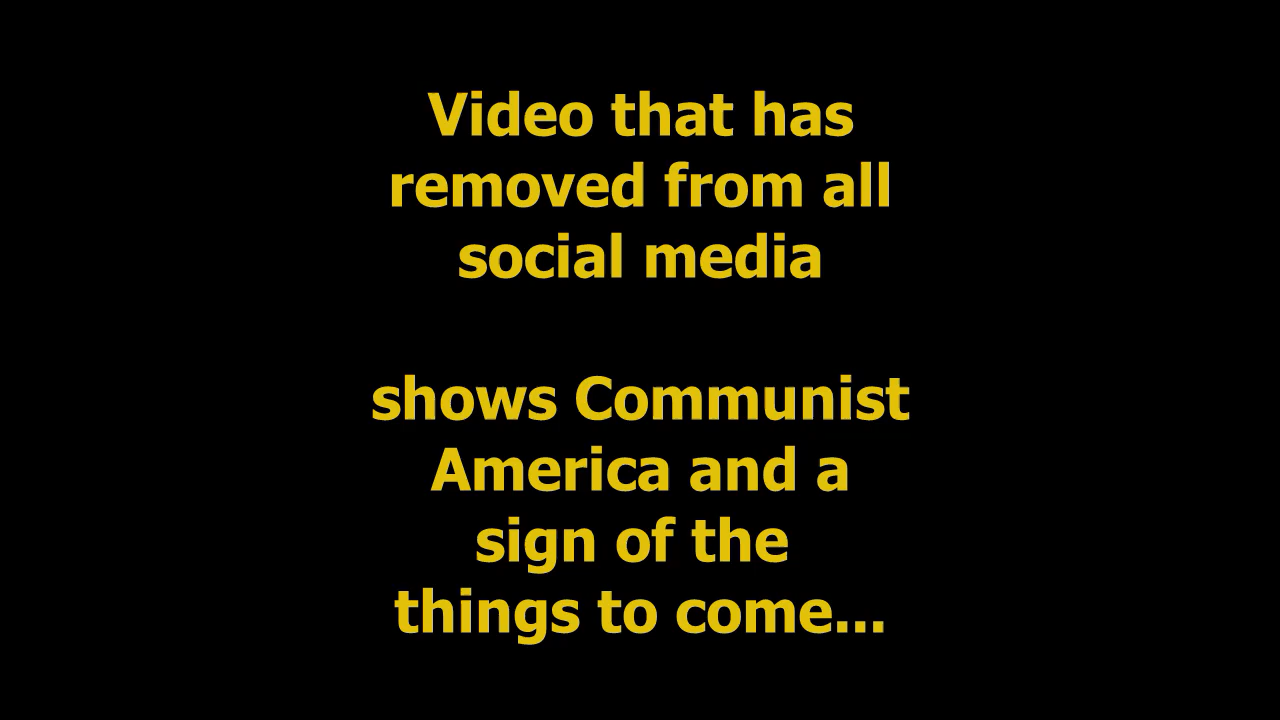 Video that has
removed from all
social media
shows Communist
America and a
sign of the
things to come...